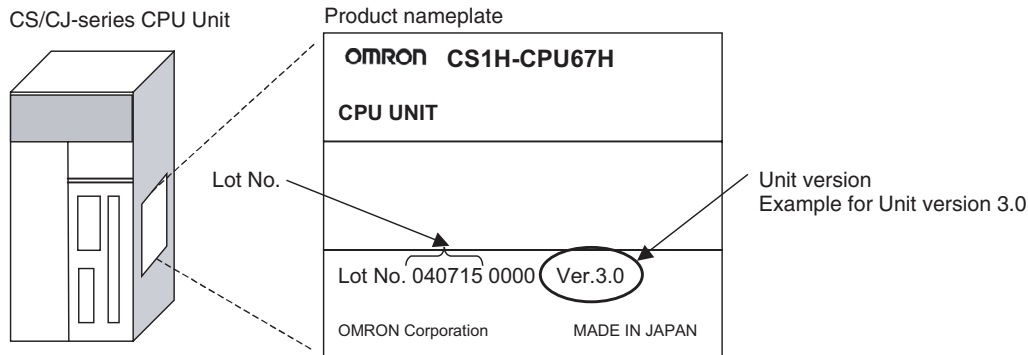 CS/CJ-series CPU Unit
Product nameplate
OMRON CS1H-CPU67H
CPU UNIT
Lot No.
Unit version
Example for Unit version 3.0
Lot No. 040715 0000 Ver.3.0
OMRON Corporation MADE IN JAPAN